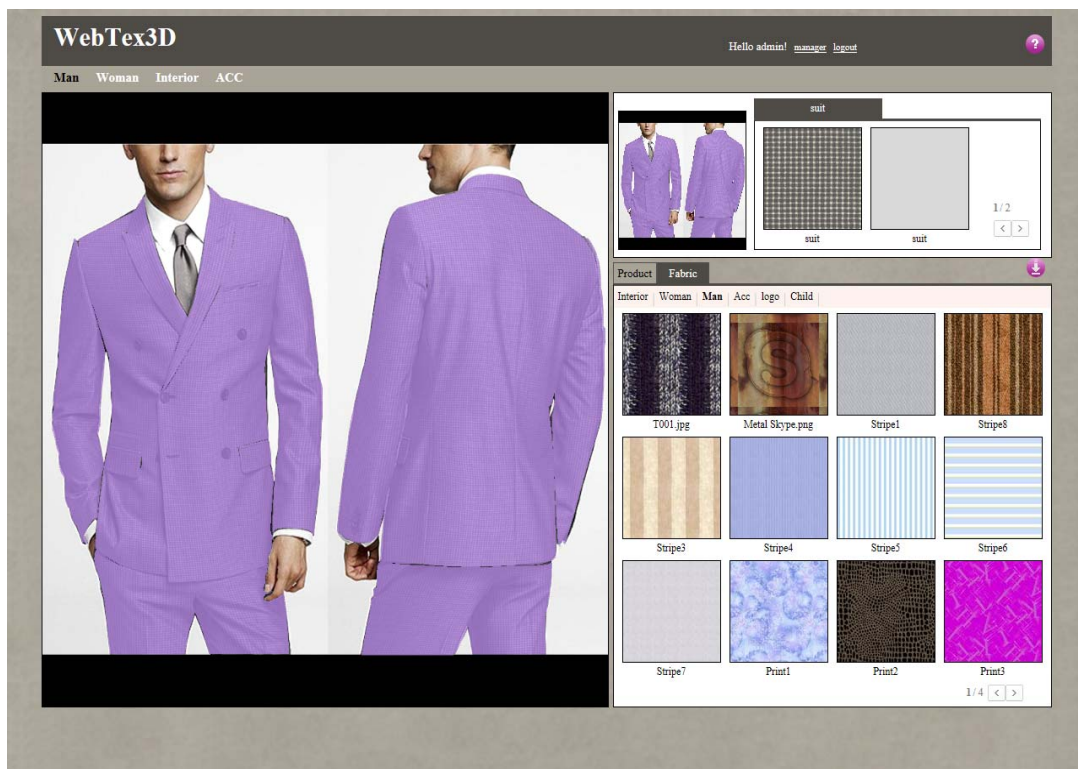 WebTex3D
Hello admin! manager logout
?
Man Woman Interior ACC
suit
suit suit
1/2
< >
Product Fabric
Interior Woman Man Acc logo Child
T001.jpg Metal Skype.png Stripe1 Stripe8
Stripe3 Stripe4 Stripe5 Stripe6
Stripe7 Print1 Print2 Print3
1/4 < >